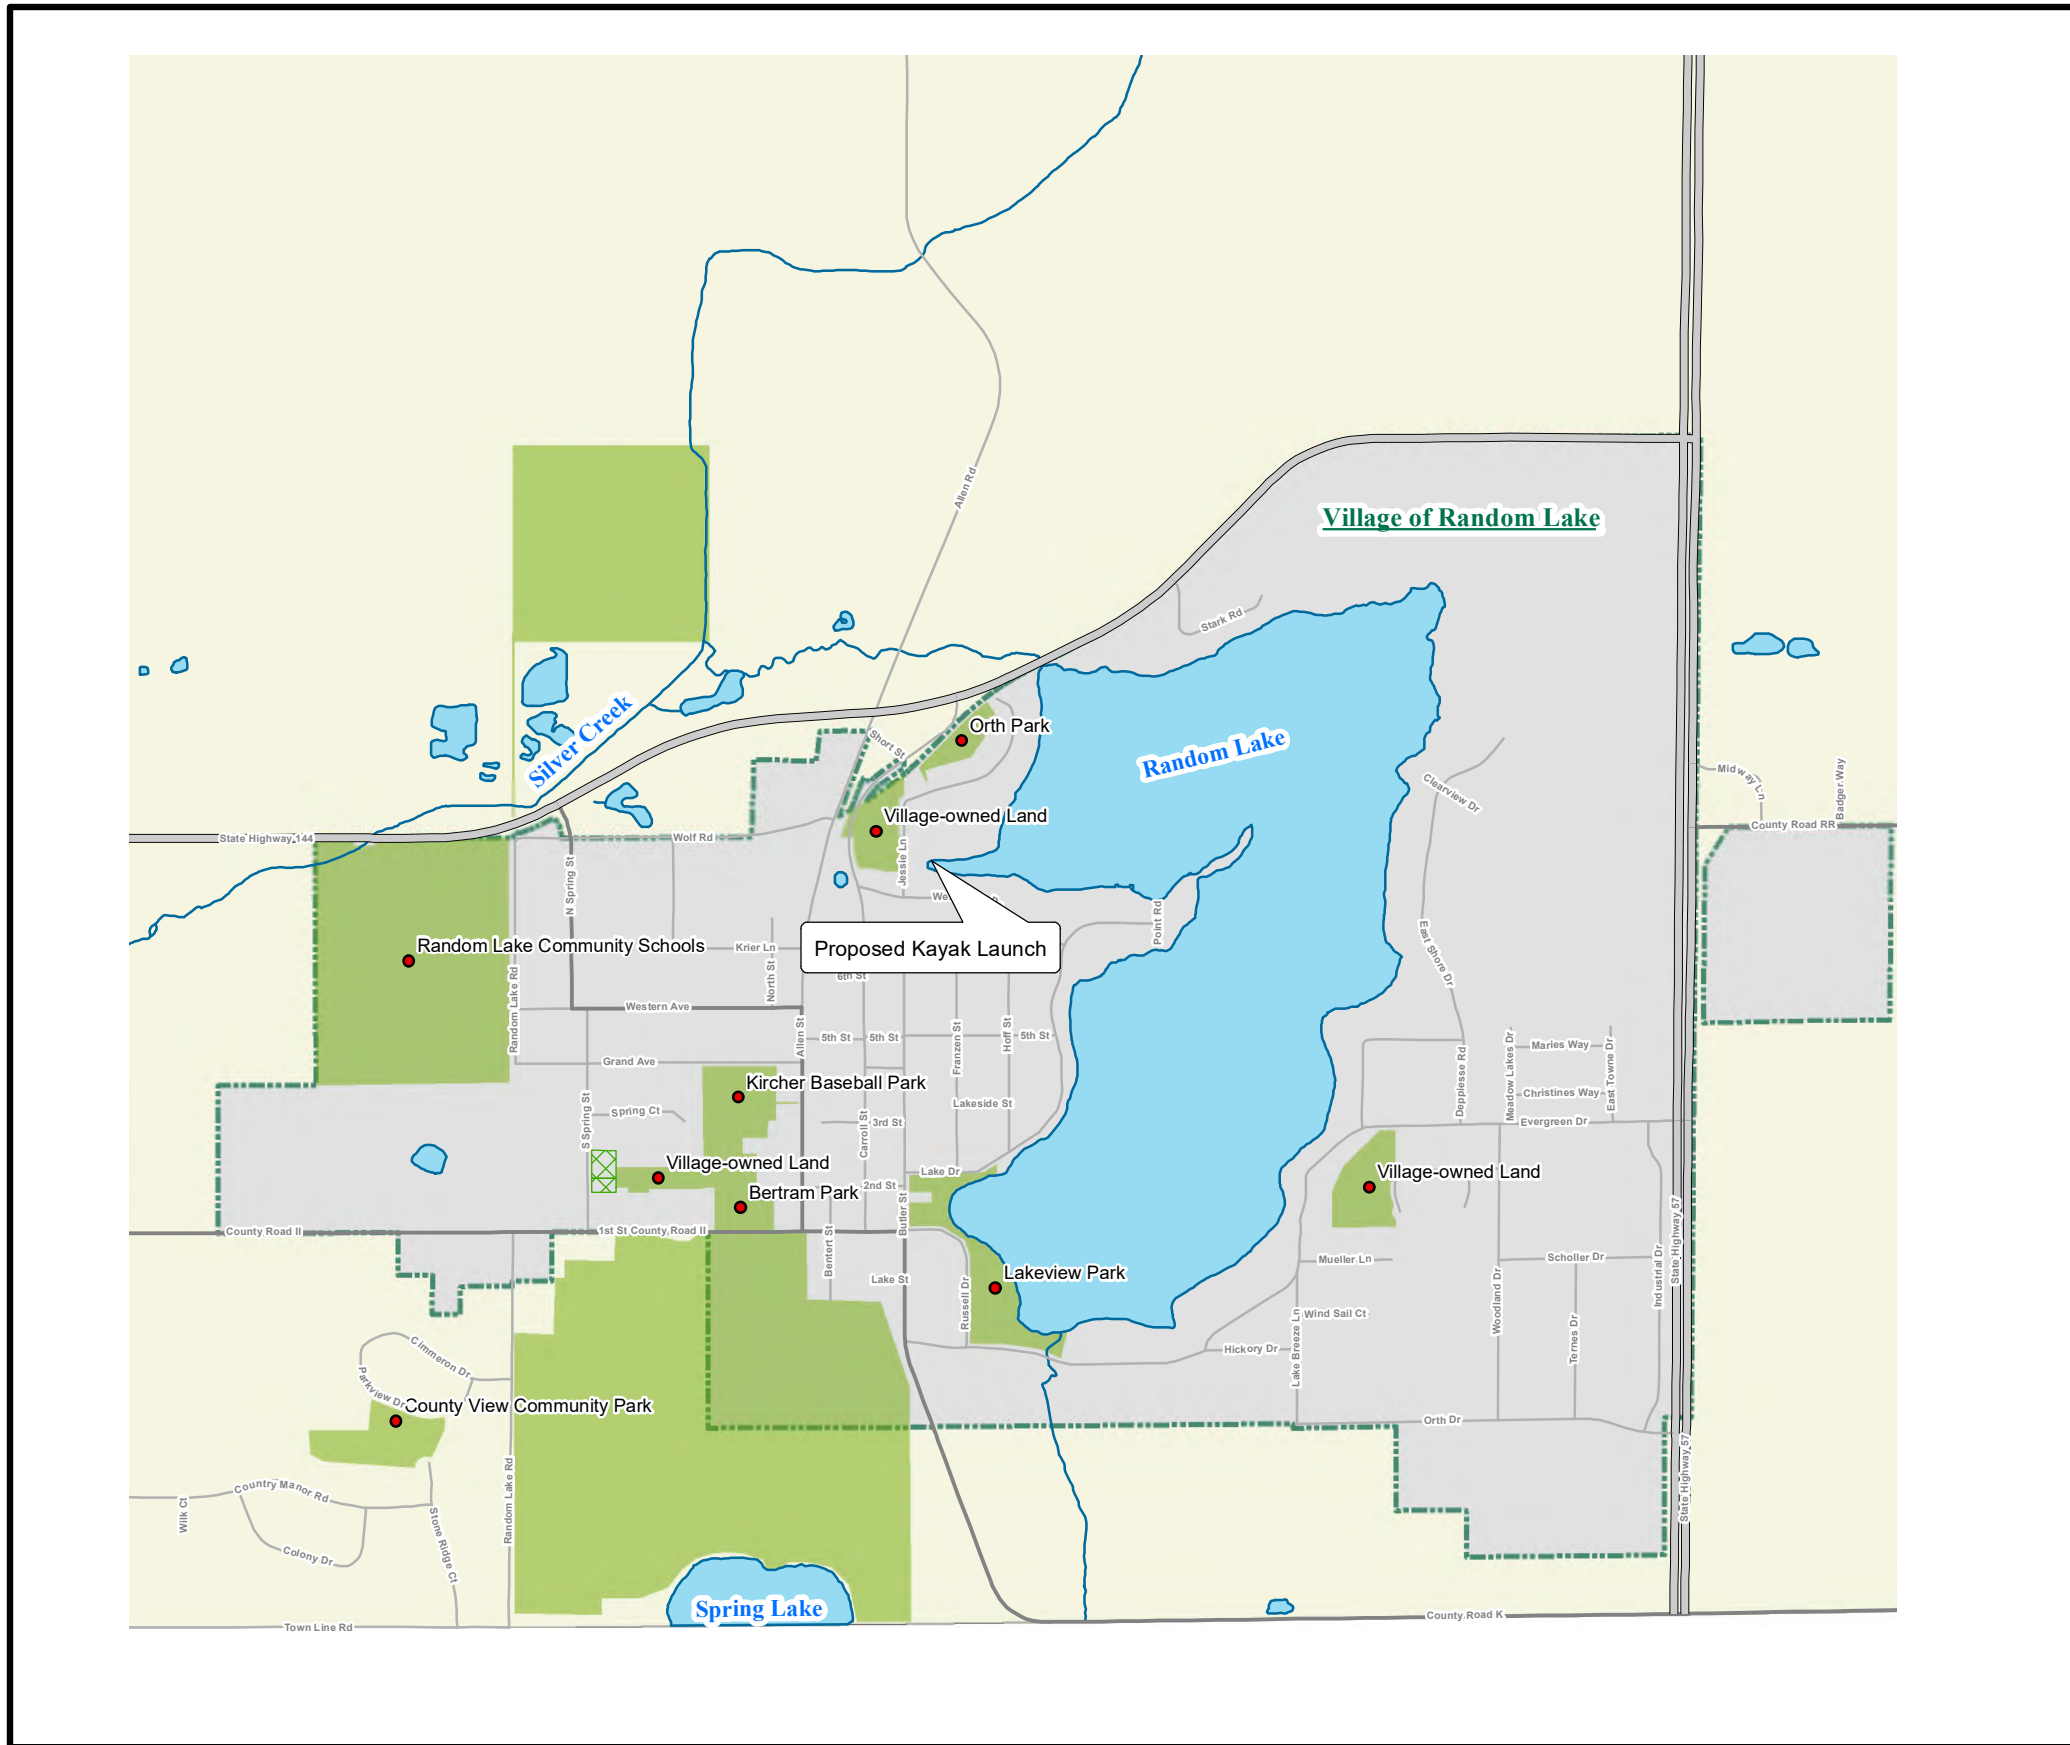 Allen Rd
Village of Random Lake
Stark Rd
Silver Creek
Orth Park
Short St
Random Lake
Clearview Dr
Midway Ln
Badger Way
Village-owned Land
County Road RR
State Highway 144
Wolf Rd
Jessie Ln
N Spring St
We
Point Rd
Random Lake Community Schools
Krier Ln
Proposed Kayak Launch
East Shore Dr
North St
6th St
Random Lake Rd
Western Ave
Allen St
5th St
5th St
Franzen St
Hoff St
5th St
Grand Ave
Maries Way
Meadow Lakes Dr
East Towne Dr
Depplesse Rd
Kircher Baseball Park
Christines Way
Lakeside St
Spring Ct
S Spring St
Carroll St
3rd St
Evergreen Dr
Village-owned Land
Lake Dr
Village-owned Land
Bertram Park
2nd St
Butler St
County Road II
1st St County Road II
Bentert St
State Highway 57
Lake St
Lakeview Park
Russell Dr
Mueller Ln
Scholler Dr
Industrial Dr
Woodland Dr
Wind Sail Ct
Lake Breeze Ln
Ternes Dr
Hickory Dr
Cimmeron Dr
Parkview Dr
County View Community Park
Orth Dr
State Highway 57
Country Manor Rd
Wilk Ct
Random Lake Rd
Stone Ridge Ct
Colony Dr
Spring Lake
County Road K
Town Line Rd